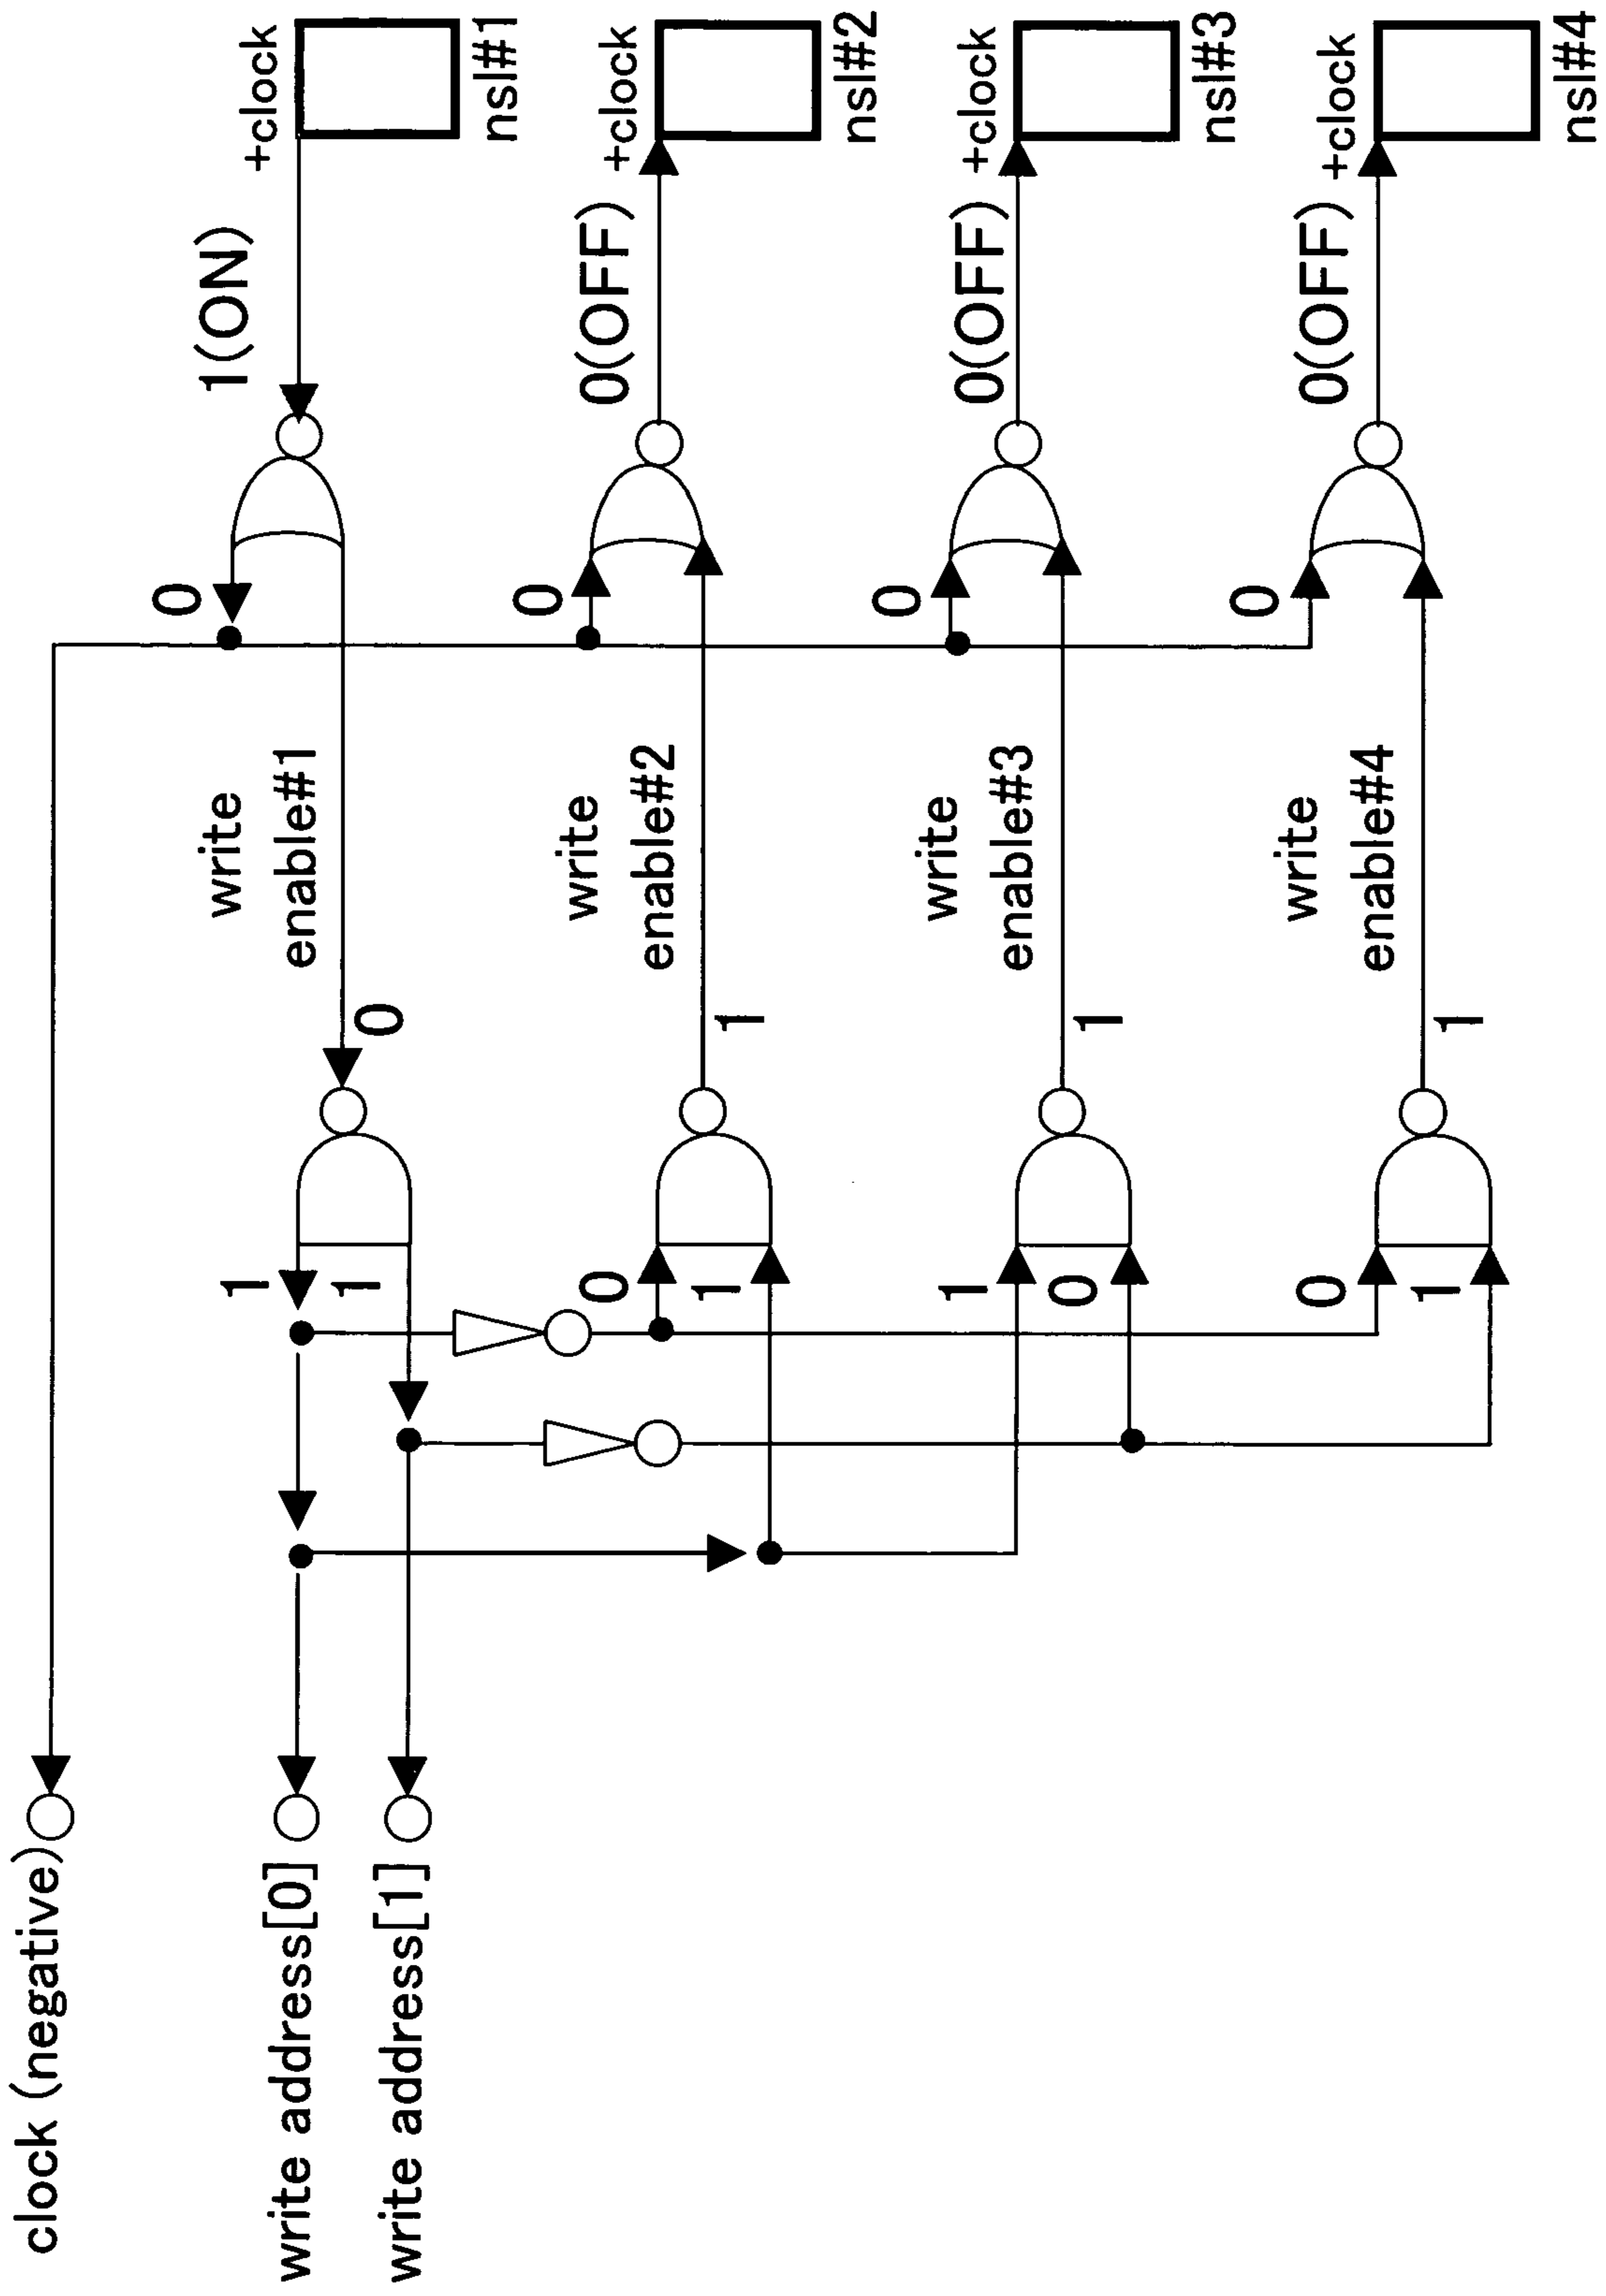 clock (negative)
write address[0]
write address[1]
1
1
0
write
enable#1
0
1(ON)
+clock
nsl#1
0
1
1
write
enable#2
0
0(OFF)
+clock
nsl#2
1
0
1
write
enable#3
0
0(OFF)
+clock
nsl#3
0
1
1
write
enable#4
0
0(OFF)
+clock
nsl#4